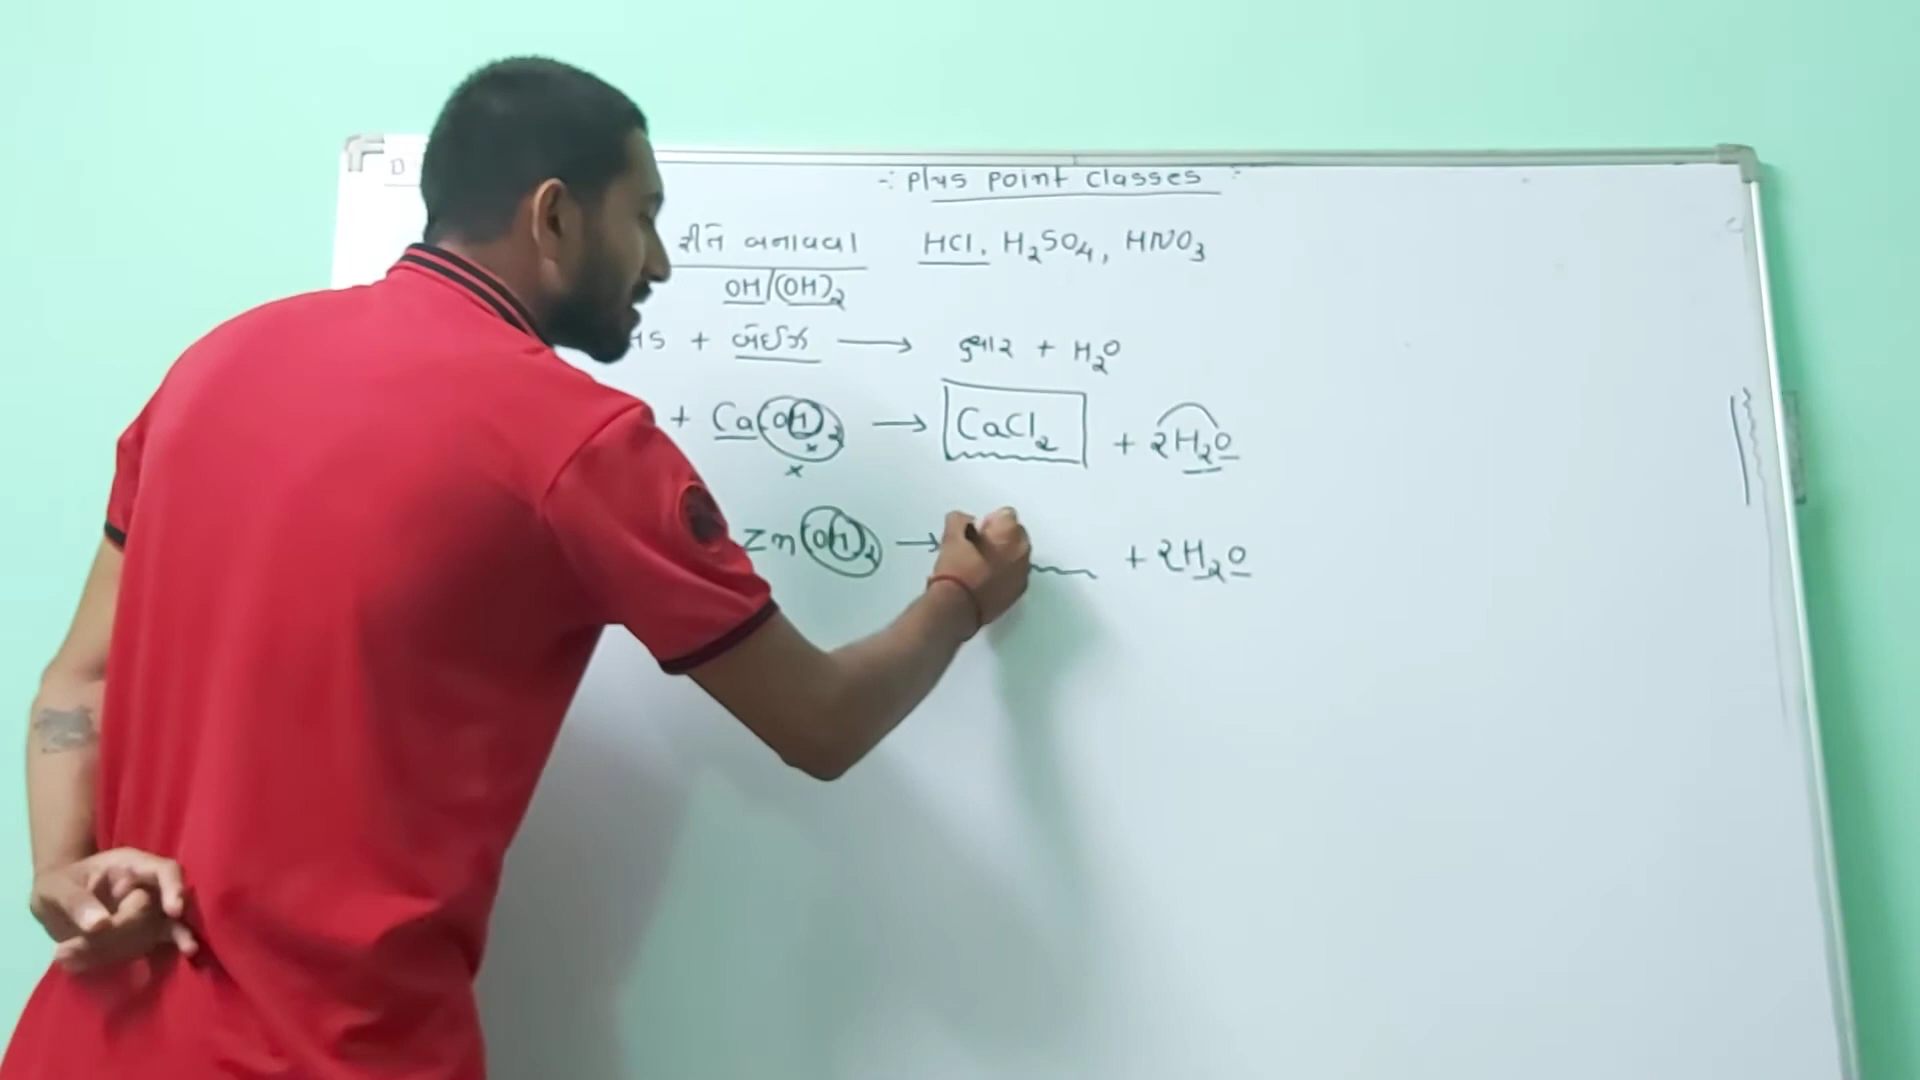 D
-: Plus Point Classes :-
રીતે બનાવવા HCl, H₂SO₄, HNO₃
OH/(OH)₂
+ બેઈઝ ⟶ ક્ષાર + H₂O
+ Ca(OH)₂ ⟶ CaCl₂ + 2H₂O
Zn(OH)₂ ⟶ + 2H₂O